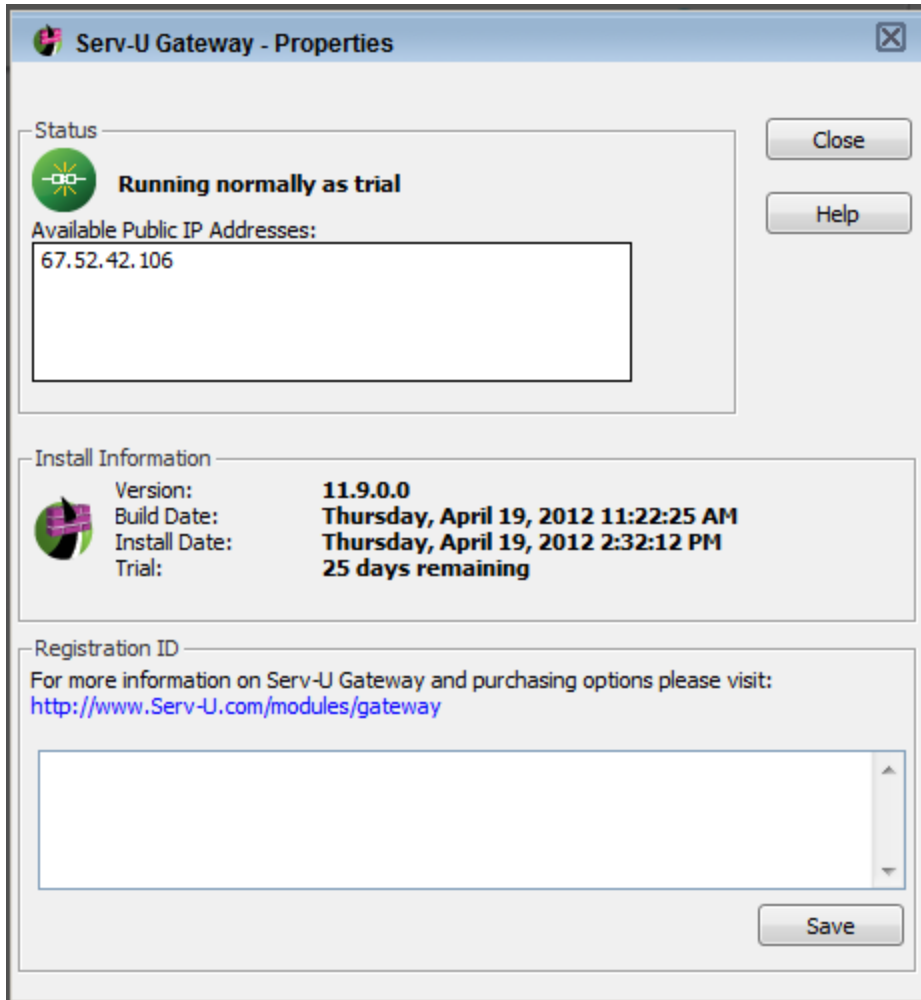 Serv-U Gateway - Properties
Status
Close
Running normally as trial
Help
Available Public IP Addresses:
67.52.42.106
Install Information
Version: 11.9.0.0
Build Date: Thursday, April 19, 2012 11:22:25 AM
Install Date: Thursday, April 19, 2012 2:32:12 PM
Trial: 25 days remaining
Registration ID
For more information on Serv-U Gateway and purchasing options please visit:
http://www.Serv-U.com/modules/gateway
Save